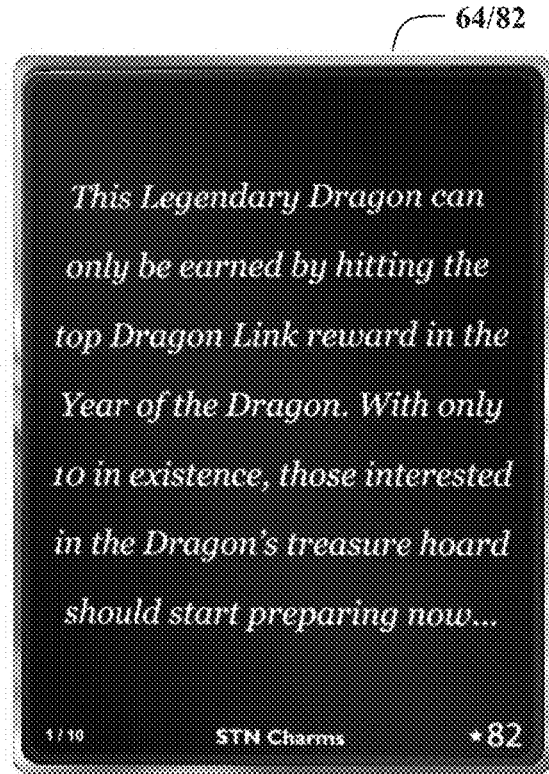 64/82
This Legendary Dragon can
only be earned by hitting the
top Dragon Link reward in the
Year of the Dragon. With only
10 in existence, those interested
in the Dragon's treasure hoard
should start preparing now...
1/10 STN Charms ★82